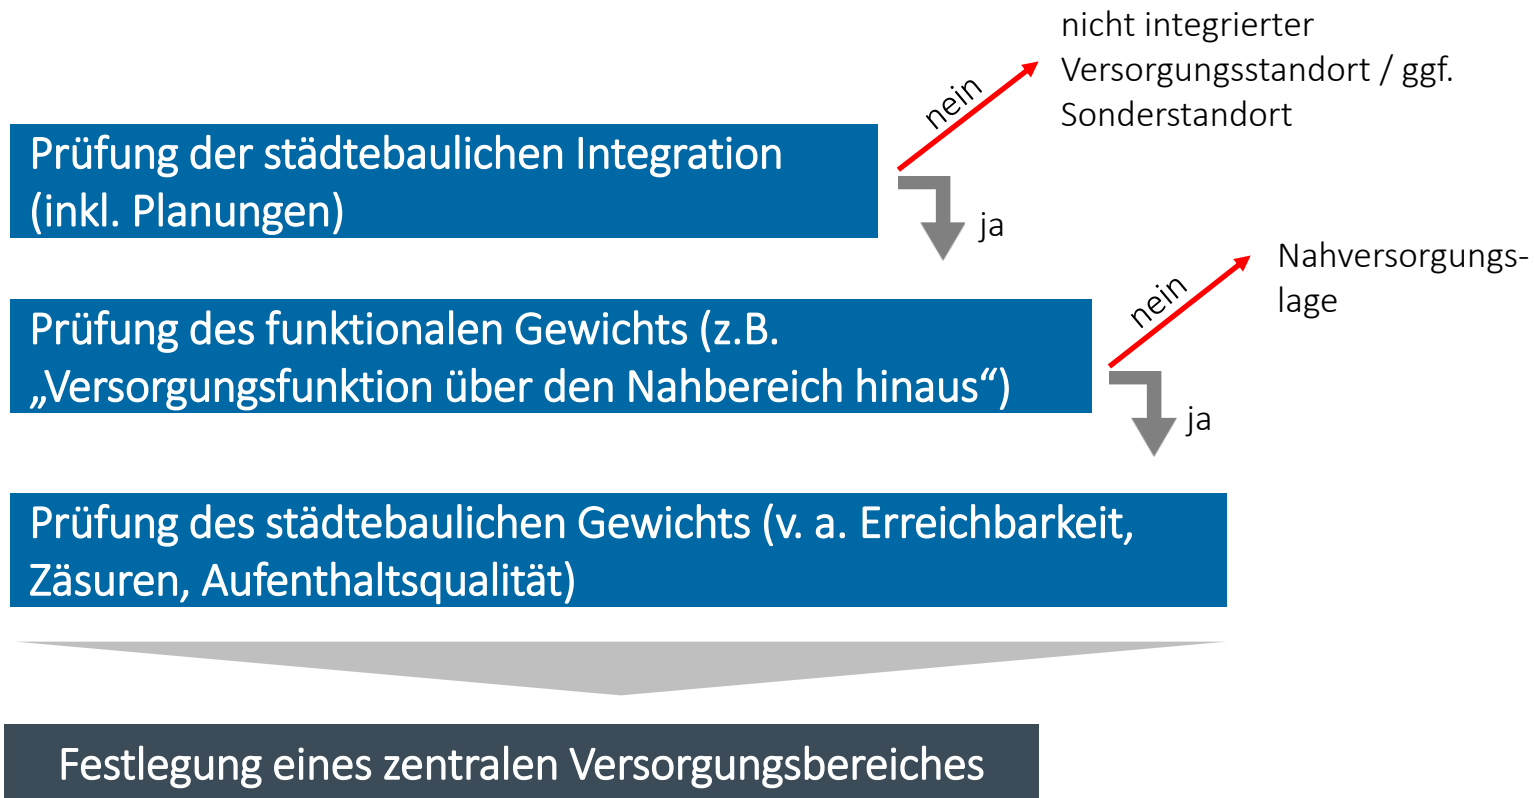 nicht integrierter
Versorgungsstandort / ggf.
Sonderstandort
nein
Prüfung der städtebaulichen Integration
(inkl. Planungen)
ja
Nahversorgungs-
lage
nein
Prüfung des funktionalen Gewichts (z.B.
„Versorgungsfunktion über den Nahbereich hinaus“)
ja
Prüfung des städtebaulichen Gewichts (v. a. Erreichbarkeit,
Zäsuren, Aufenthaltsqualität)
Festlegung eines zentralen Versorgungsbereiches